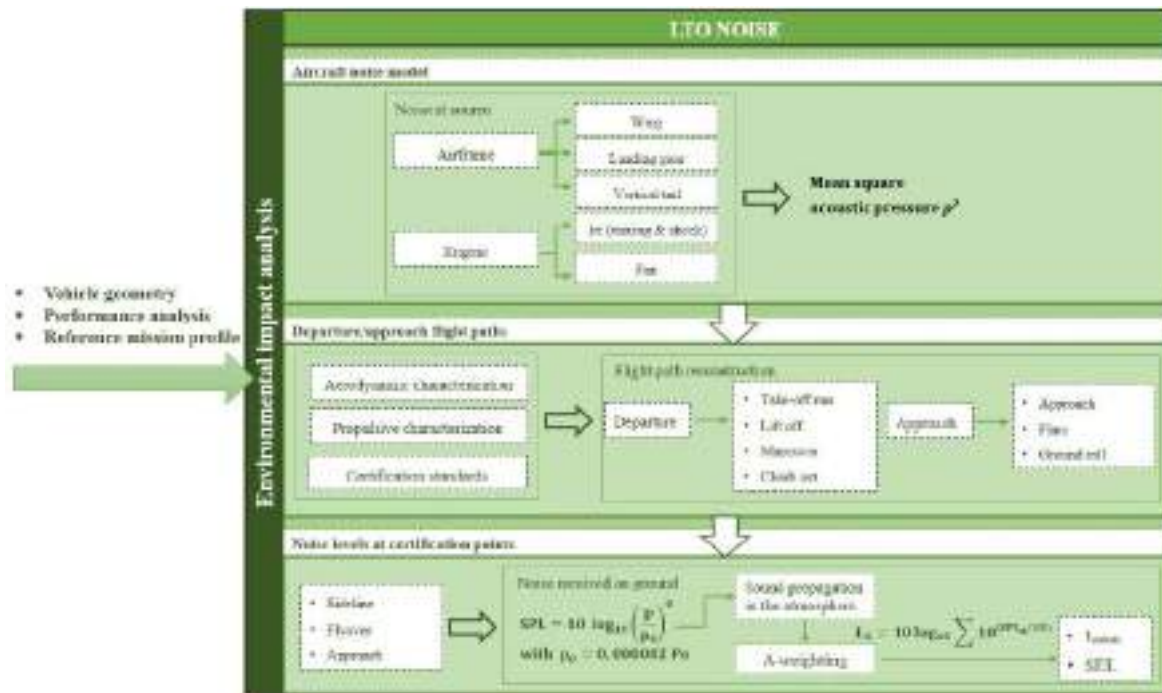 LTO NOISE
Environmental impact analysis
Vehicle geometry
Performance analysis
Reference mission profile
Aircraft noise model
Noise at source
Airframe
Wing
Landing gear
Vertical tail
Engine
Jet (mixing & shock)
Fan
Mean square
acoustic pressure p²
Departure/approach flight paths
Aerodynamic characterization
Propulsive characterization
Certification standards
Flight path reconstruction
Departure
• Take-off run
• Lift off
• Climb out
Approach
• Approach
• Flare
• Ground roll
Noise levels at certification points
• Sideline
• Flyover
• Approach
Noise received on ground
SPL = 10 log₁₀(p/p₀)²
with p₀ =
Sound propagation
in the atmosphere
A-weighting
• SEL